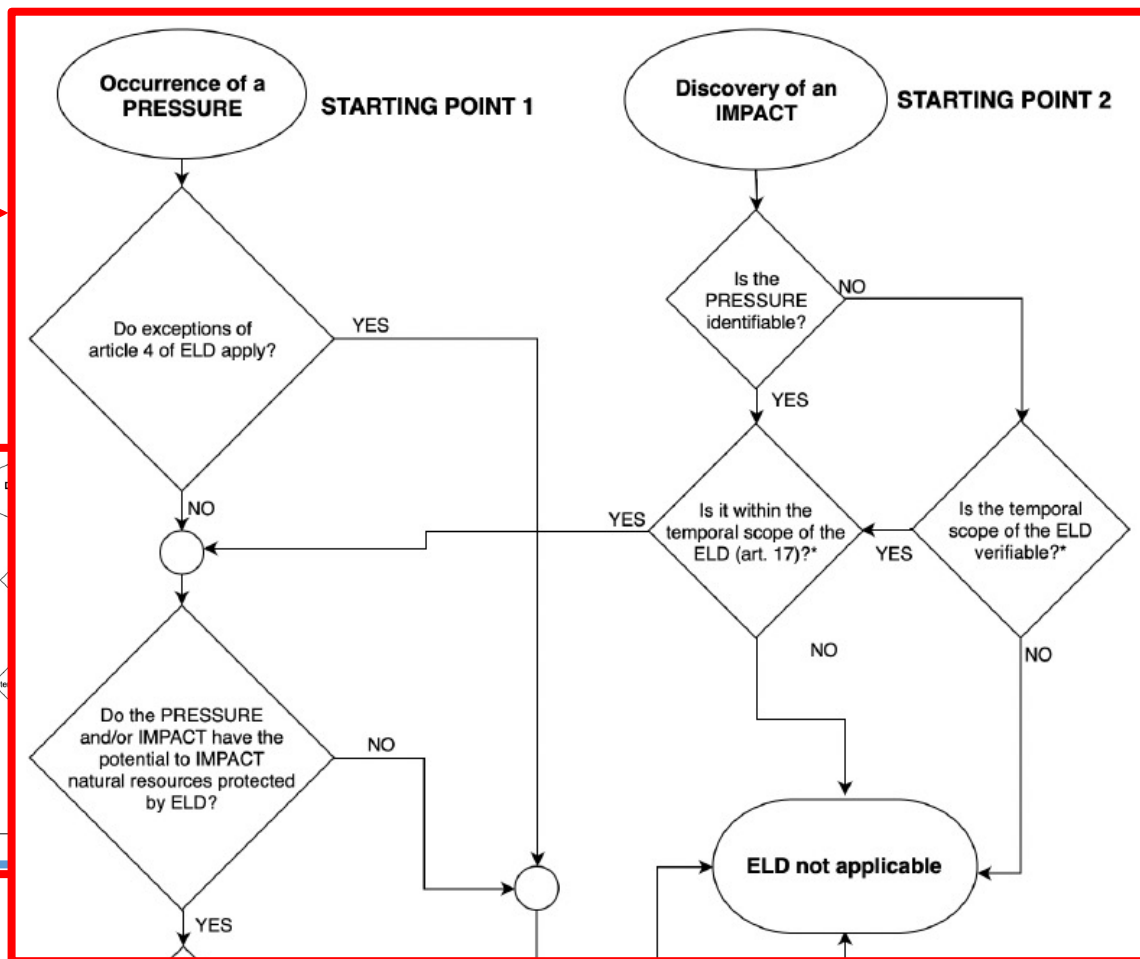 Occurrence of a
PRESSURE
STARTING POINT 1
Discovery of an
IMPACT
STARTING POINT 2
Do exceptions of
article 4 of ELD apply?
YES
NO
Is the
PRESSURE
identifiable?
NO
YES
Is it within the
temporal scope of the
ELD (art. 17)?*
YES
NO
Is the temporal
scope of the ELD
verifiable?*
YES
NO
Do the PRESSURE
and/or IMPACT have the
potential to IMPACT
natural resources protected
by ELD?
NO
YES
ELD not applicable